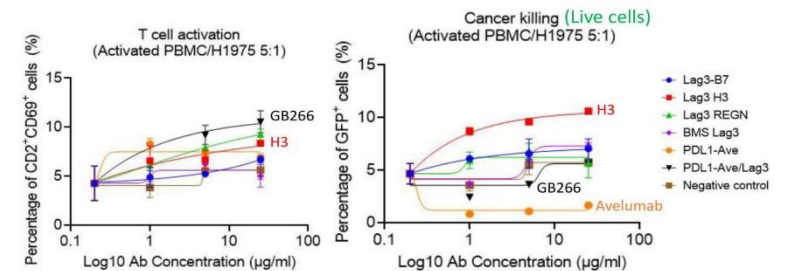 T cell activation
(Activated PBMC/H1975 5:1)
Percentage of CD2⁺CD69⁺ cells (%)
15
10
5
0
0.1
1
10
100
Log10 Ab Concentration (µg/ml)
GB266
H3
Cancer killing (Live cells)
(Activated PBMC/H1975 5:1)
Percentage of GFP⁺ cells (%)
15
10
5
0
0.1
1
10
100
Log10 Ab Concentration (µg/ml)
H3
GB266
Avelumab
Lag3-B7
Lag3 H3
Lag3 REGN
BMS Lag3
PDL1-Ave
PDL1-Ave/Lag3
Negative control